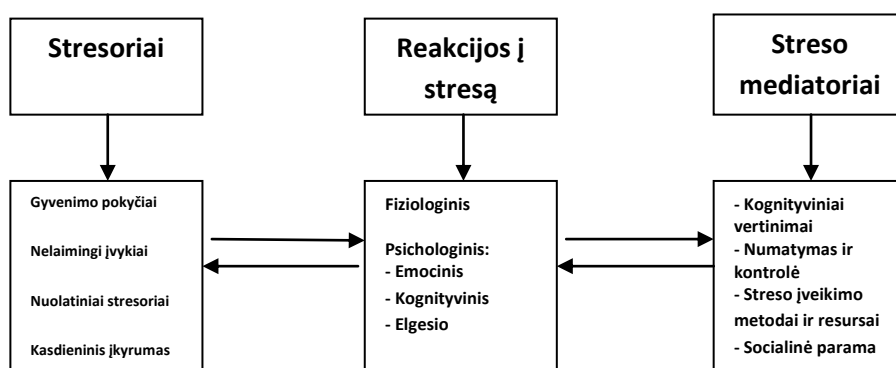 Stresoriai
Reakcijos į
stresą
Streso
mediatoriai
Gyvenimo pokyčiai
Nelaimingi įvykiai
Nuolatiniai stresoriai
Kasdieninis įkyrumas
Fiziologinis
Psichologinis:
- Emocinis
- Kognityvinis
- Elgesio
- Kognityviniai
vertinimai
- Numatymas ir
kontrolė
- Streso įveikimo
metodai ir resursai
- Socialinė parama